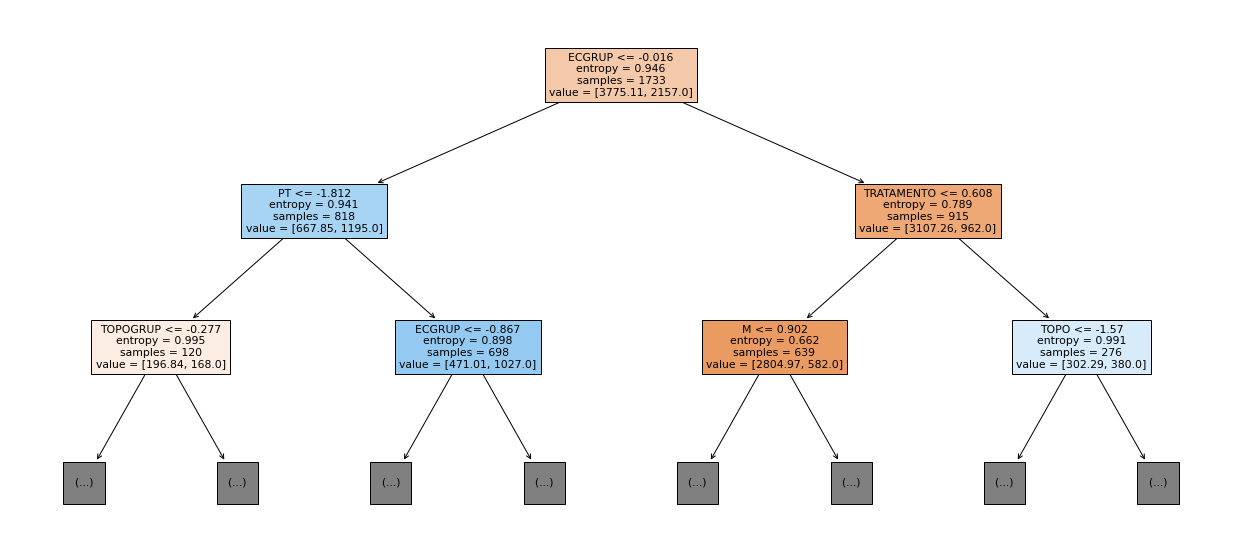 ECGRUP <= -0.016
entropy = 0.946
samples = 1733
value = [3775.11, 2157.0]
PT <= -1.812
entropy = 0.941
samples = 818
value = [667.85, 1195.0]
TRATAMENTO <= 0.608
entropy = 0.789
samples = 915
value = [3107.26, 962.0]
TOPOGRUP <= -0.277
entropy = 0.995
samples = 120
value = [196.84, 168.0]
ECGRUP <= -0.867
entropy = 0.898
samples = 698
value = [471.01, 1027.0]
M <= 0.902
entropy = 0.662
samples = 639
value = [2804.97, 582.0]
TOPO <= -1.57
entropy = 0.991
samples = 276
value = [302.29, 380.0]
(...)
(...)
(...)
(...)
(...)
(...)
(...)
(...)